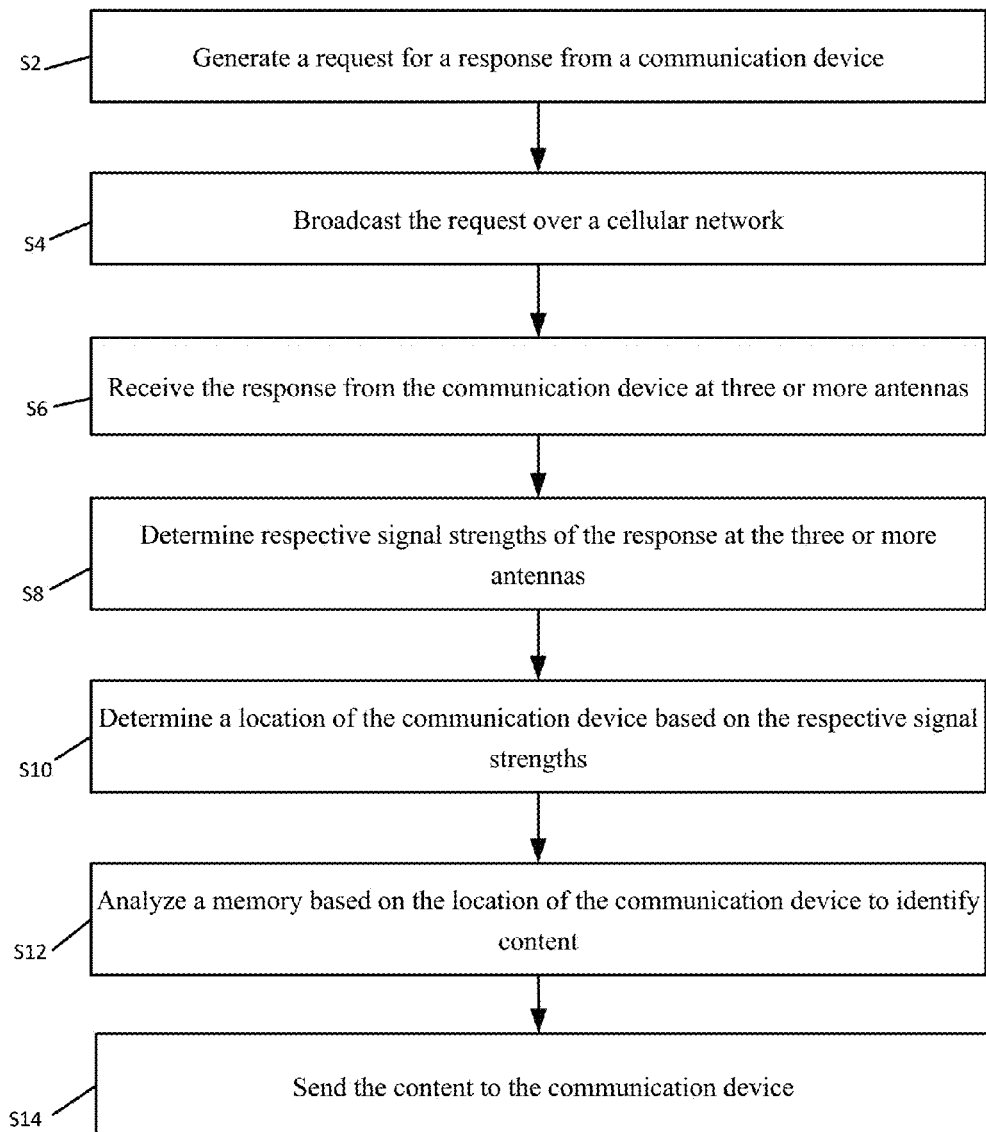 S2
Generate a request for a response from a communication device
S4
Broadcast the request over a cellular network
S6
Receive the response from the communication device at three or more antennas
S8
Determine respective signal strengths of the response at the three or more
antennas
S10
Determine a location of the communication device based on the respective signal
strengths
S12
Analyze a memory based on the location of the communication device to identify
content
S14
Send the content to the communication device